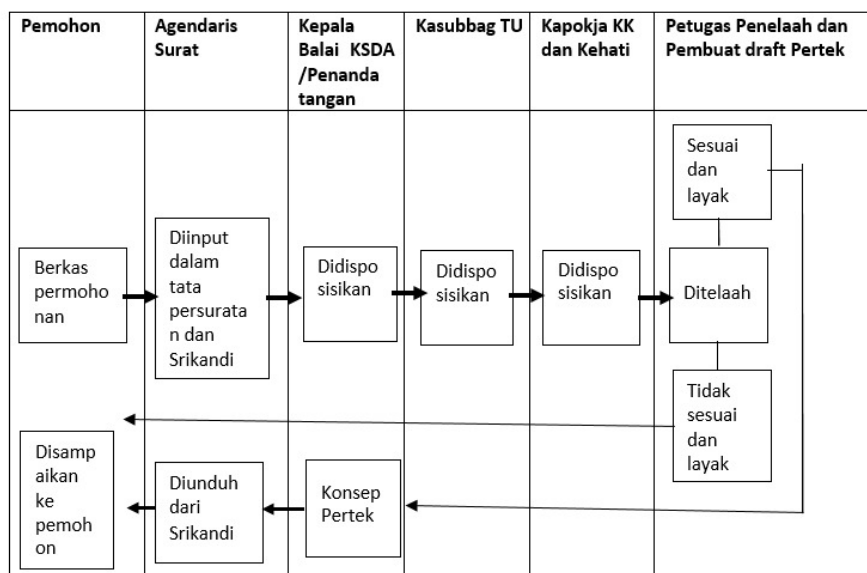 Pemohon
Agendaris
Surat
Kepala
Balai KSDA
/Penanda
tangan
Kasubbag TU
Kapokja KK
dan Kehati
Petugas Penelaah dan
Pembuat draft Pertek
Sesuai
dan
layak
Berkas
permoho
nan
Diinput
dalam
tata
persurata
n dan
Srikandi
Didispo
sisikan
Didispo
sisikan
Didispo
sisikan
Ditelaah
Tidak
sesuai
dan
layak
Disamp
aikan
ke
pemoh
on
Diunduh
dari
Srikandi
Konsep
Pertek